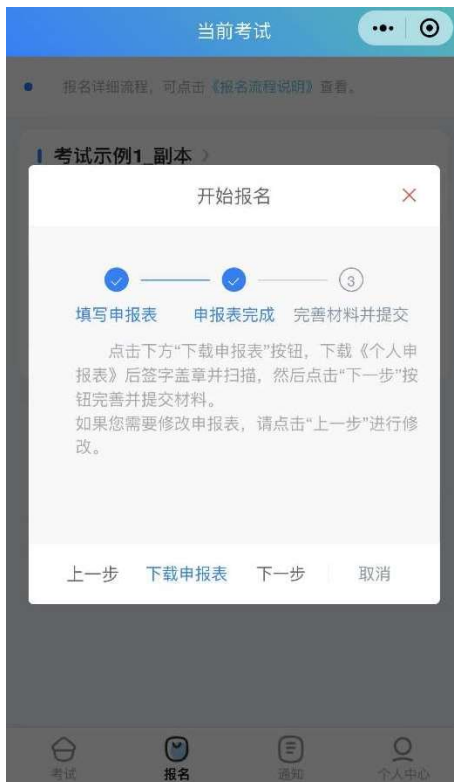 当前考试
报名详细流程，可点击《报名流程说明》查看。
考试示例1_副本
开始报名
3
填写申报表 申报表完成 完善材料并提交
点击下方“下载申报表”按钮，下载《个人申
报表》后签字盖章并扫描，然后点击“下一步”按
钮完善并提交材料。
如果您需要修改申报表，请点击“上一步”进行修
改。
上一步 下载申报表 下一步 取消
考试 报名 通知 个人中心